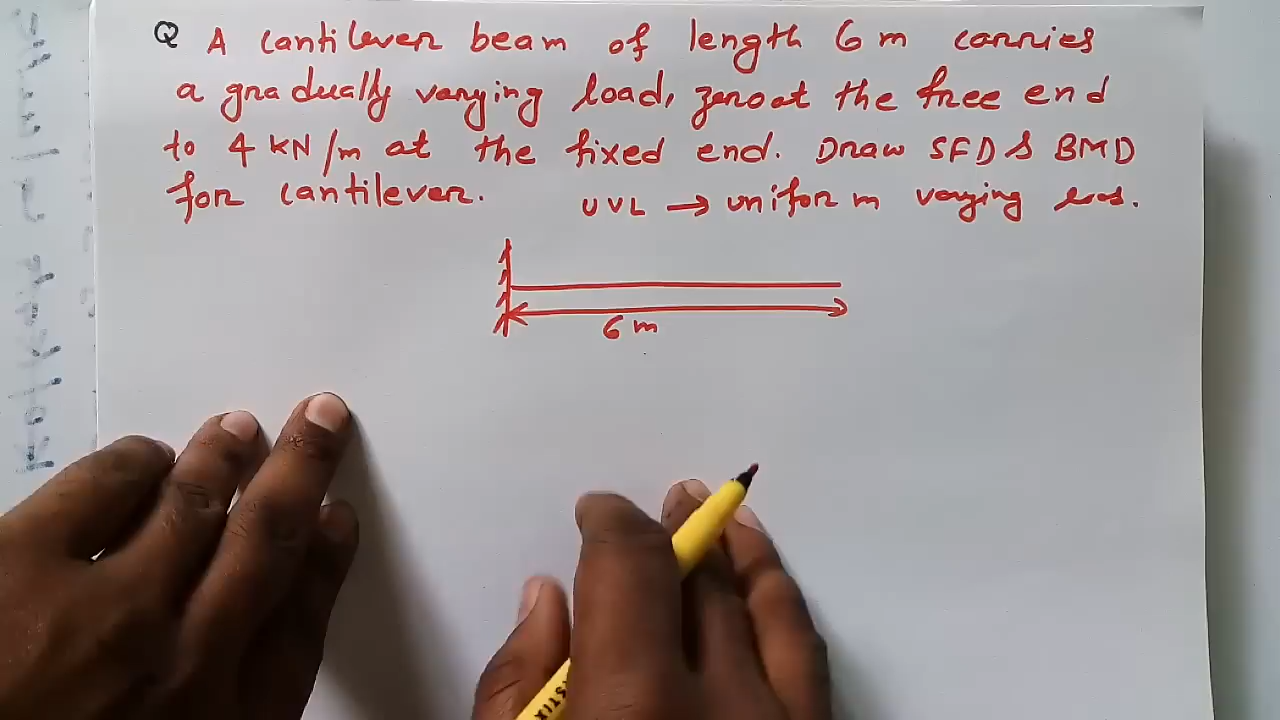 Q A cantilever beam of length 6 m carries
a gradually varying load, zero at the free end
to 4 kN/m at the fixed end. Draw SFD & BMD
for cantilever. UVL → uniform varying load.
6 m